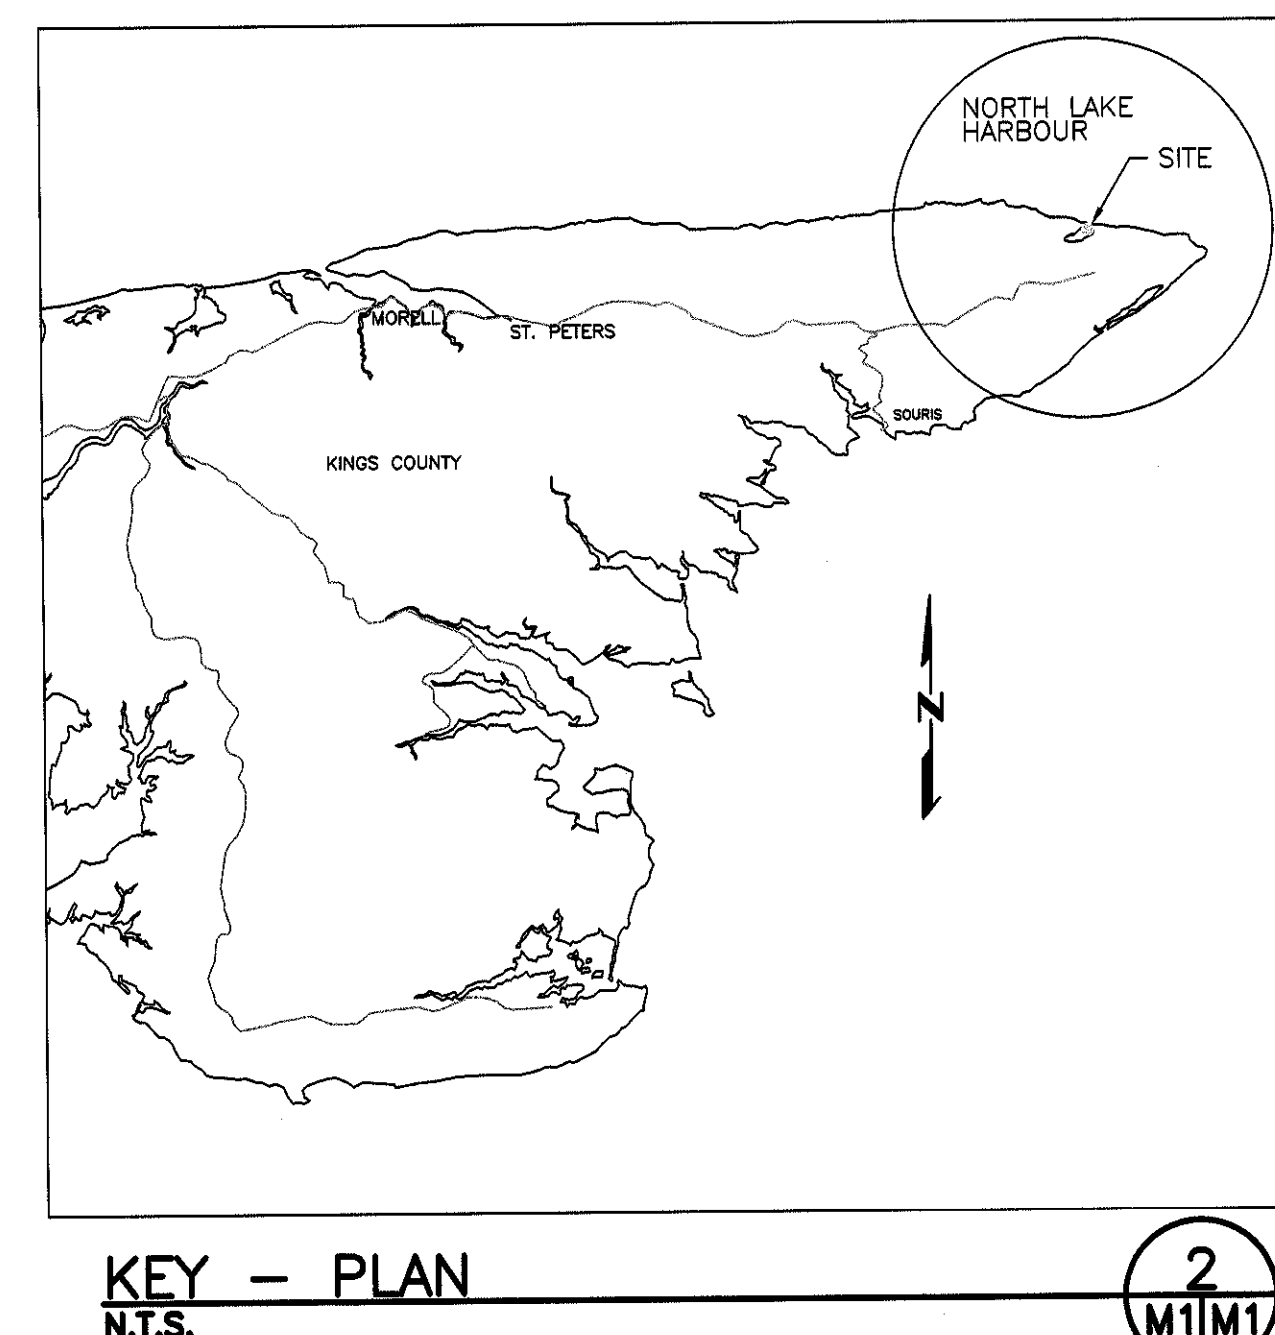 NORTH LAKE
HARBOUR
SITE
MORELL
ST. PETERS
SOURIS
KINGS COUNTY
N
KEY - PLAN
N.T.S.
2
M1 M1